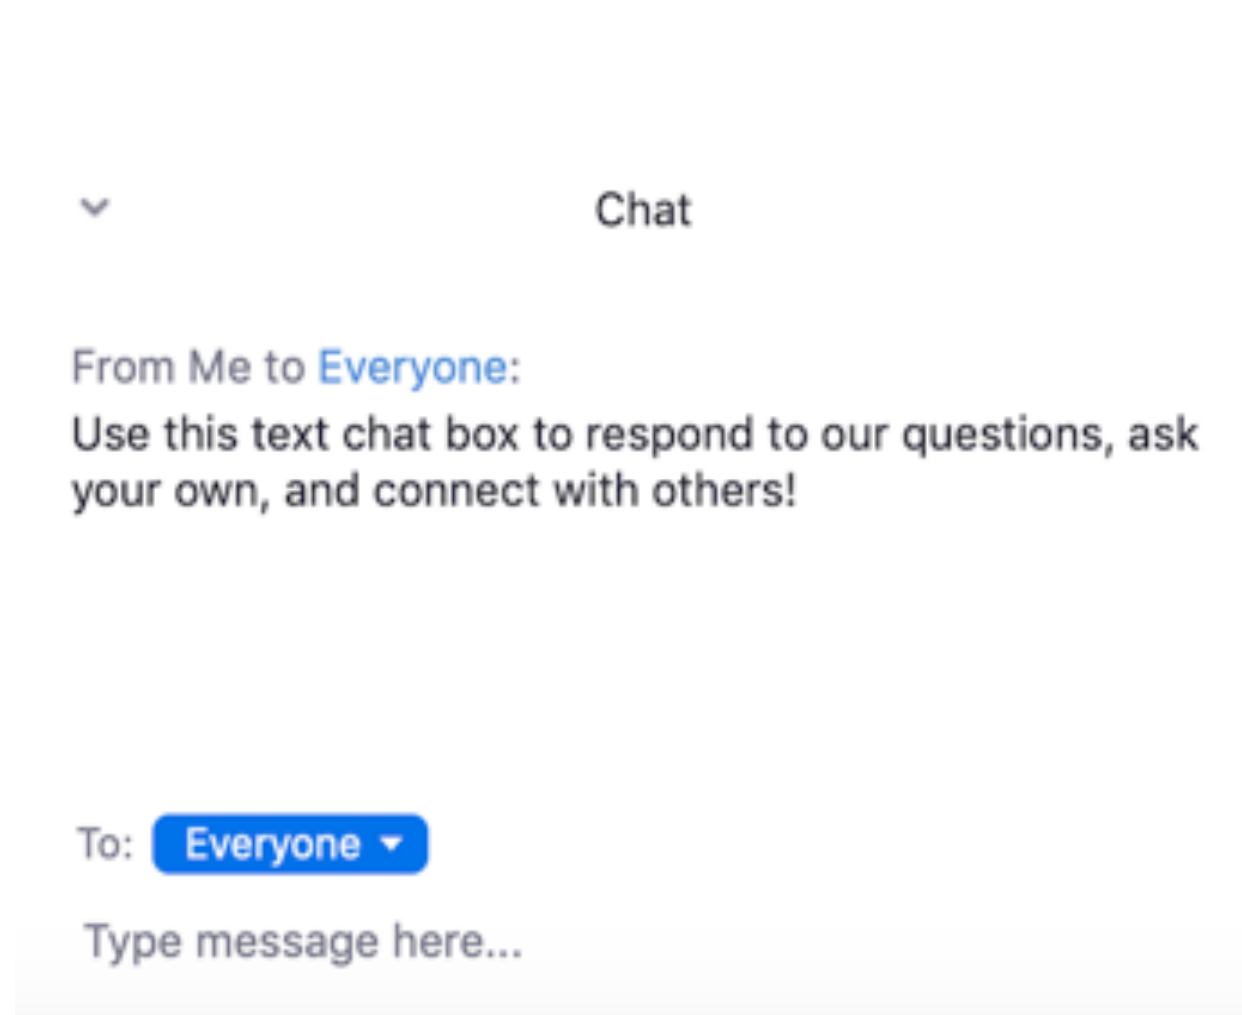 Chat
From Me to Everyone:
Use this text chat box to respond to our questions, ask
your own, and connect with others!
To: Everyone
Type message here...